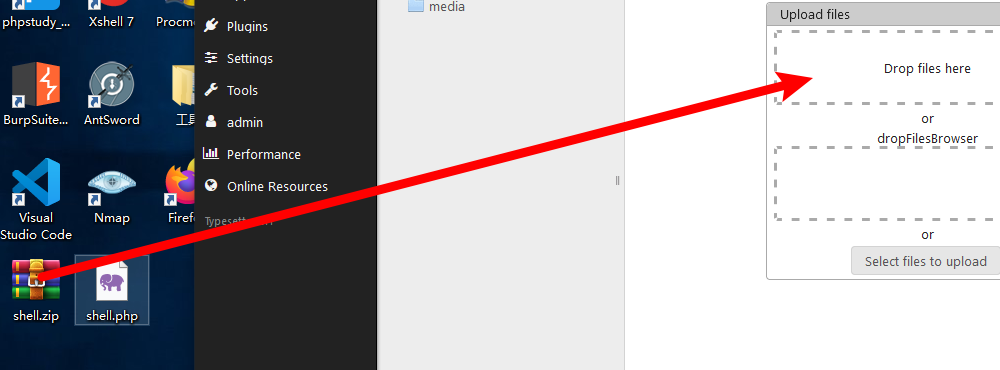 phpstudy_...
Xshell 7
Procm
BurpSuite...
AntSword
工具
Visual
Studio Code
Nmap
Firef
shell.zip
shell.php
Plugins
Settings
Tools
admin
Performance
Online Resources
media
Upload files
Drop files here
or
dropFilesBrowser
or
Select files to upload